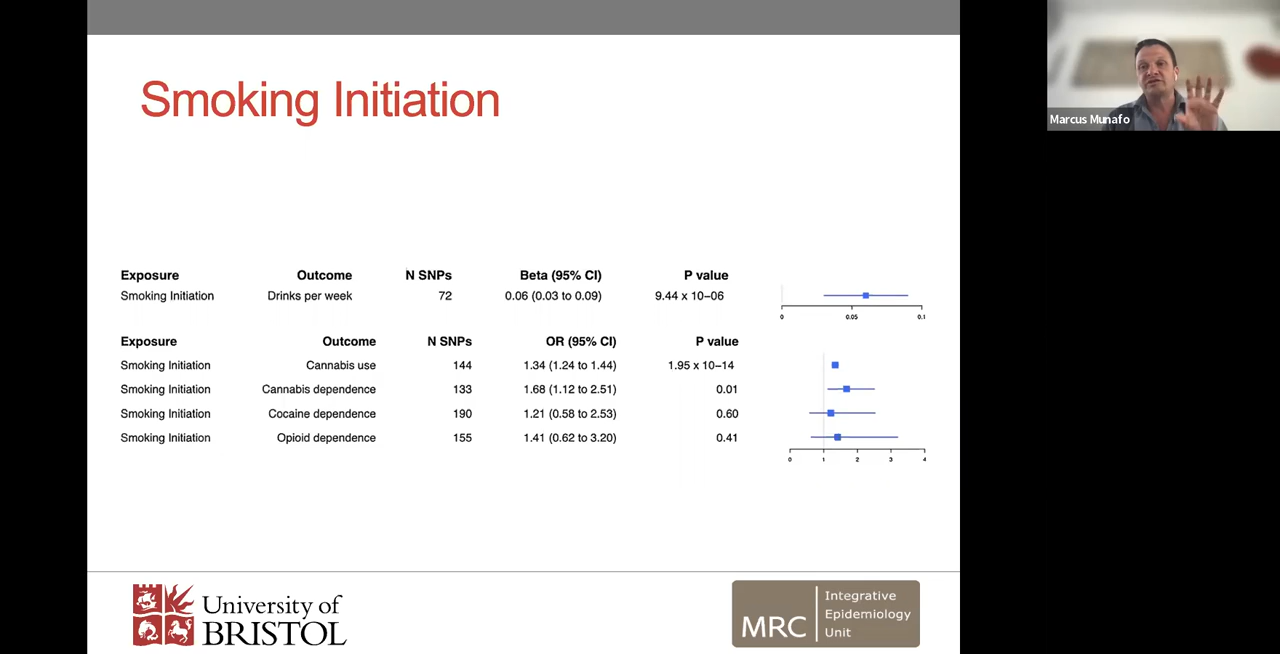 Smoking Initiation
Marcus Munafo
Exposure Outcome N SNPs Beta (95% CI) P value
Smoking Initiation Drinks per week 72 0.06 (0.03 to 0.09) 9.44 x 10−06
0 0.05 0.1
Exposure Outcome N SNPs OR (95% CI) P value
Smoking Initiation Cannabis use 144 1.34 (1.24 to 1.44) 1.95 x 10−14
Smoking Initiation Cannabis dependence 133 1.68 (1.12 to 2.51) 0.01
Smoking Initiation Cocaine dependence 190 1.21 (0.58 to 2.53) 0.60
Smoking Initiation Opioid dependence 155 1.41 (0.62 to 3.20) 0.41
0 1 2 3 4
University of
BRISTOL
MRC
Integrative
Epidemiology
Unit